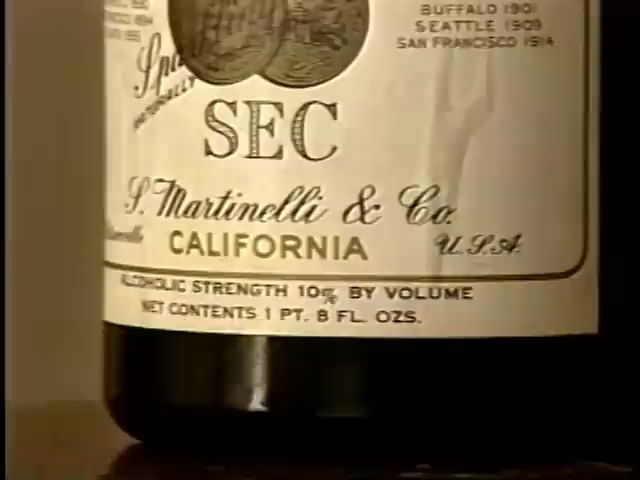 BUFFALO 1901
SEATTLE 1909
SAN FRANCISCO 1914
NATURALLY
SEC
S. Martinelli & Co.
CALIFORNIA U.S.A.
ALCOHOLIC STRENGTH 10% BY VOLUME
NET CONTENTS 1 PT. 8 FL. OZS.